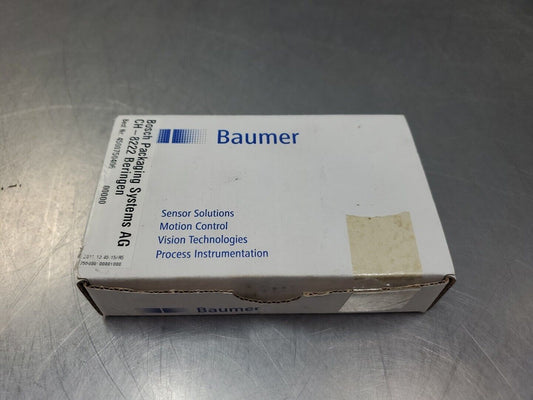 Baumer
Sensor Solutions
Motion Control
Vision Technologies
Process Instrumentation
Bosch Packaging Systems AG
CH - 8222 Beringen
00000
Baumer